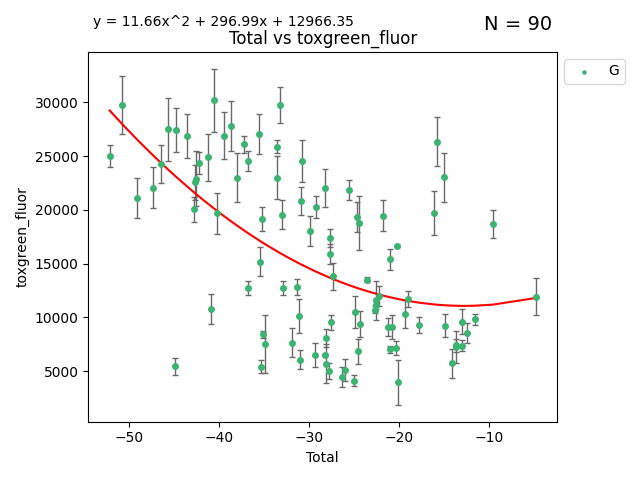 y = 11.66x^2 + 296.99x + 12966.35
N = 90
Total vs toxgreen_fluor
G
30000
25000
20000
15000
10000
5000
toxgreen_fluor
−50
−40
−30
−20
−10
Total